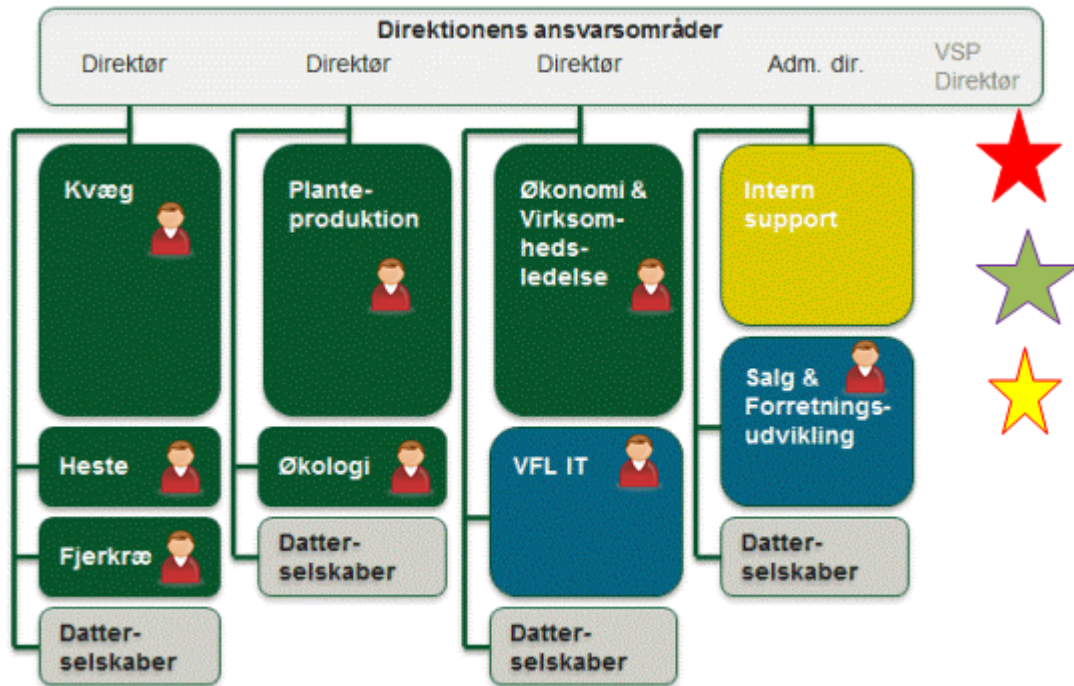 Direktionens ansvarsområder
Direktør
Direktør
Direktør
Adm. dir.
VSP
Direktør
Kvæg
Heste
Fjerkræ
Datter-
selskaber
Plante-
produktion
Økologi
Datter-
selskaber
Økonomi &
Virksom-
heds-
ledelse
VFL IT
Datter-
selskaber
Intern
support
Salg &
Forretnings-
udvikling
Datter-
selskaber